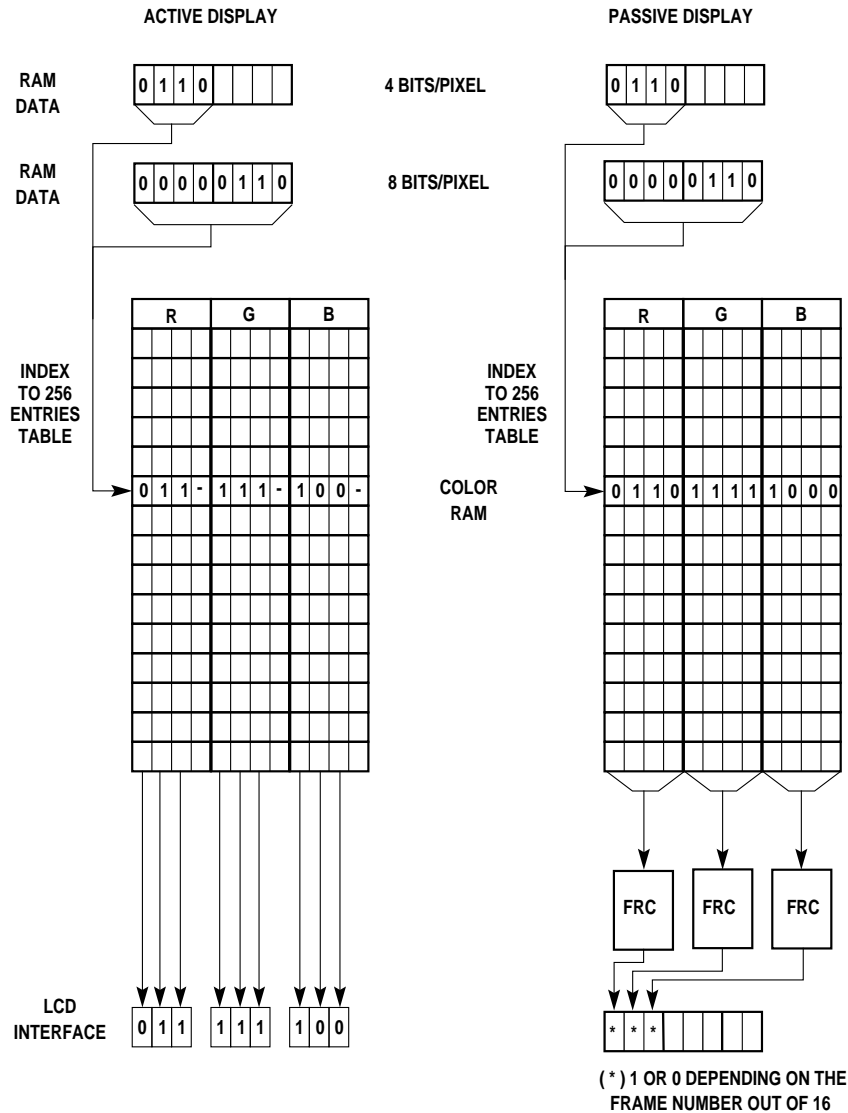 ACTIVE DISPLAY PASSIVE DISPLAY
RAM DATA 0 1 1 0 4 BITS/PIXEL 0 1 1 0
RAM DATA 0 0 0 0 0 1 1 0 8 BITS/PIXEL 0 0 0 0 0 1 1 0
R G B R G B
INDEX INDEX
TO 256 TO 256
ENTRIES ENTRIES
TABLE TABLE
0 1 1 - 1 1 1 - 1 0 0 - COLOR 0 1 1 0 1 1 1 1 1 0 0 0
RAM
FRC FRC FRC
LCD
INTERFACE 0 1 1 1 1 1 1 0 0 * * *
( * ) 1 OR 0 DEPENDING ON THE
FRAME NUMBER OUT OF 16